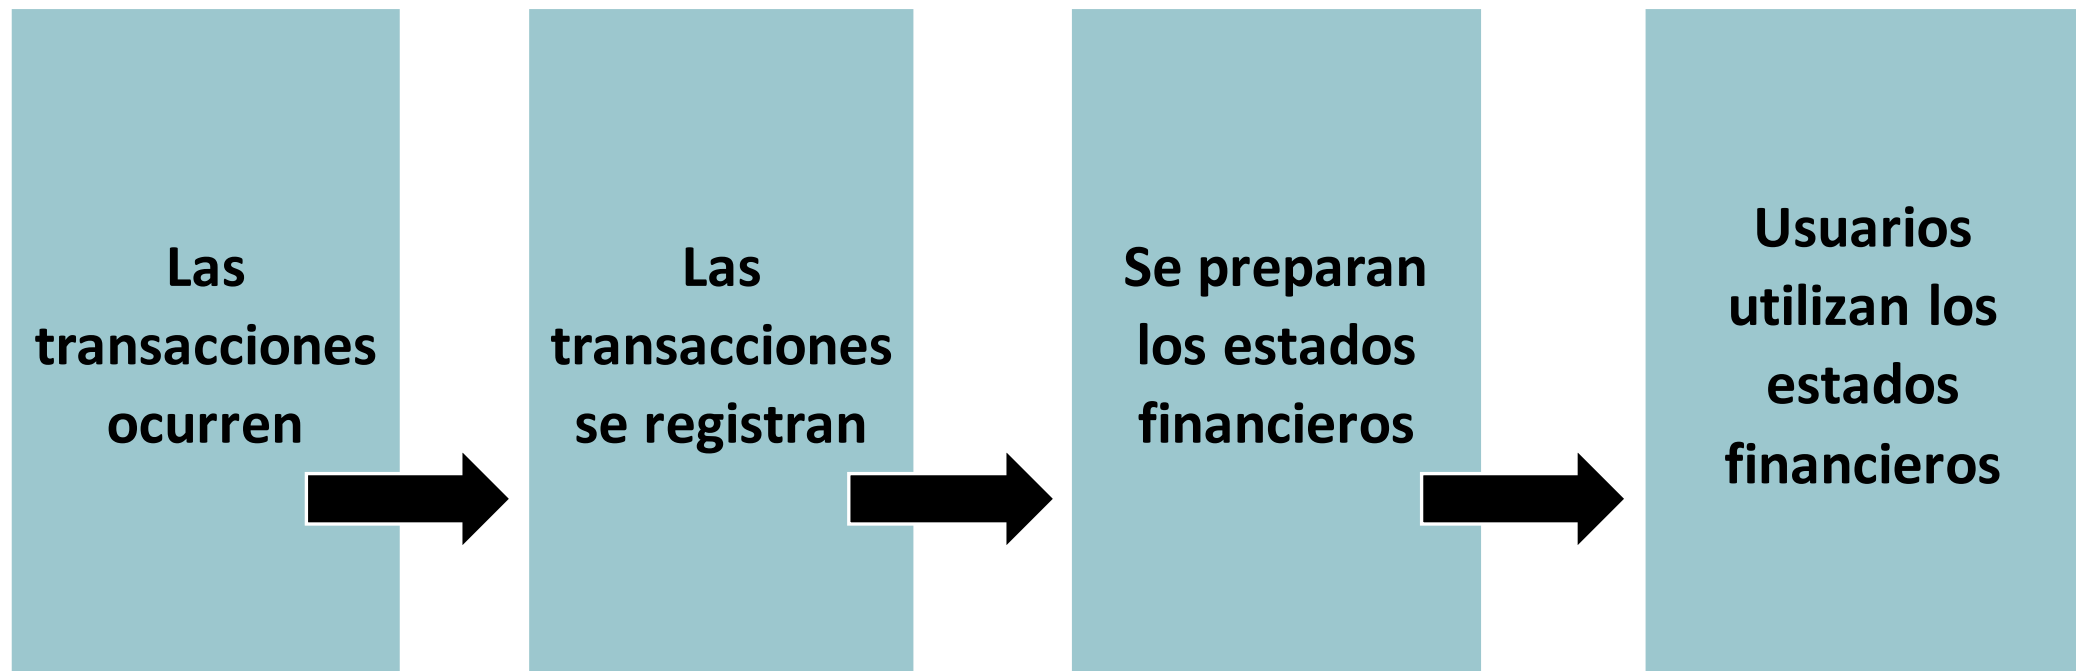 Las
transacciones
ocurren
Las
transacciones
se registran
Se preparan
los estados
financieros
Usuarios
utilizan los
estados
financieros